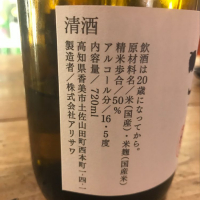 清酒
飲酒は20歳になってから。
原材料名/米(国産)・米麹(国産米)
精米歩合/50%
アルコール分/16・5度
内容量/720ml
高知県香美市土佐山田町西本町一四一
製造者/株式会社アリサワ